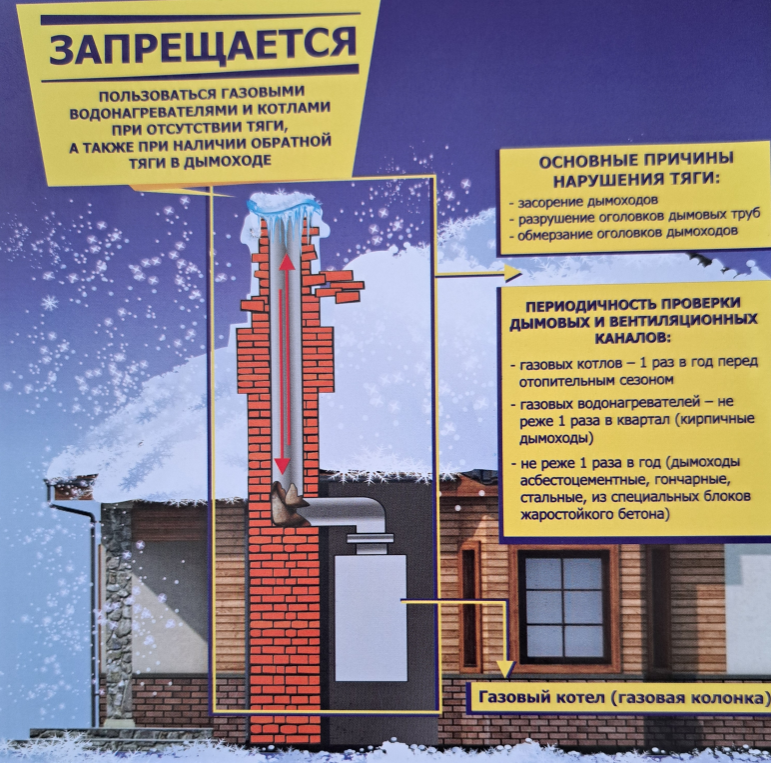 ЗАПРЕЩАЕТСЯ
ПОЛЬЗОВАТЬСЯ ГАЗОВЫМИ
ВОДОНАГРЕВАТЕЛЯМИ И КОТЛАМИ
ПРИ ОТСУТСТВИИ ТЯГИ,
А ТАКЖЕ ПРИ НАЛИЧИИ ОБРАТНОЙ
ТЯГИ В ДЫМОХОДЕ
ОСНОВНЫЕ ПРИЧИНЫ
НАРУШЕНИЯ ТЯГИ:
- засорение дымоходов
- разрушение оголовков дымовых труб
- обмерзание оголовков дымоходов
ПЕРИОДИЧНОСТЬ ПРОВЕРКИ
ДЫМОВЫХ И ВЕНТИЛЯЦИОННЫХ
КАНАЛОВ:
- газовых котлов – 1 раз в год перед
отопительным сезоном
- газовых водонагревателей – не
реже 1 раза в квартал (кирпичные
дымоходы)
- не реже 1 раза в год (дымоходы
асбестоцементные, гончарные,
стальные, из специальных блоков
жаростойкого бетона)
Газовый котел (газовая колонка)